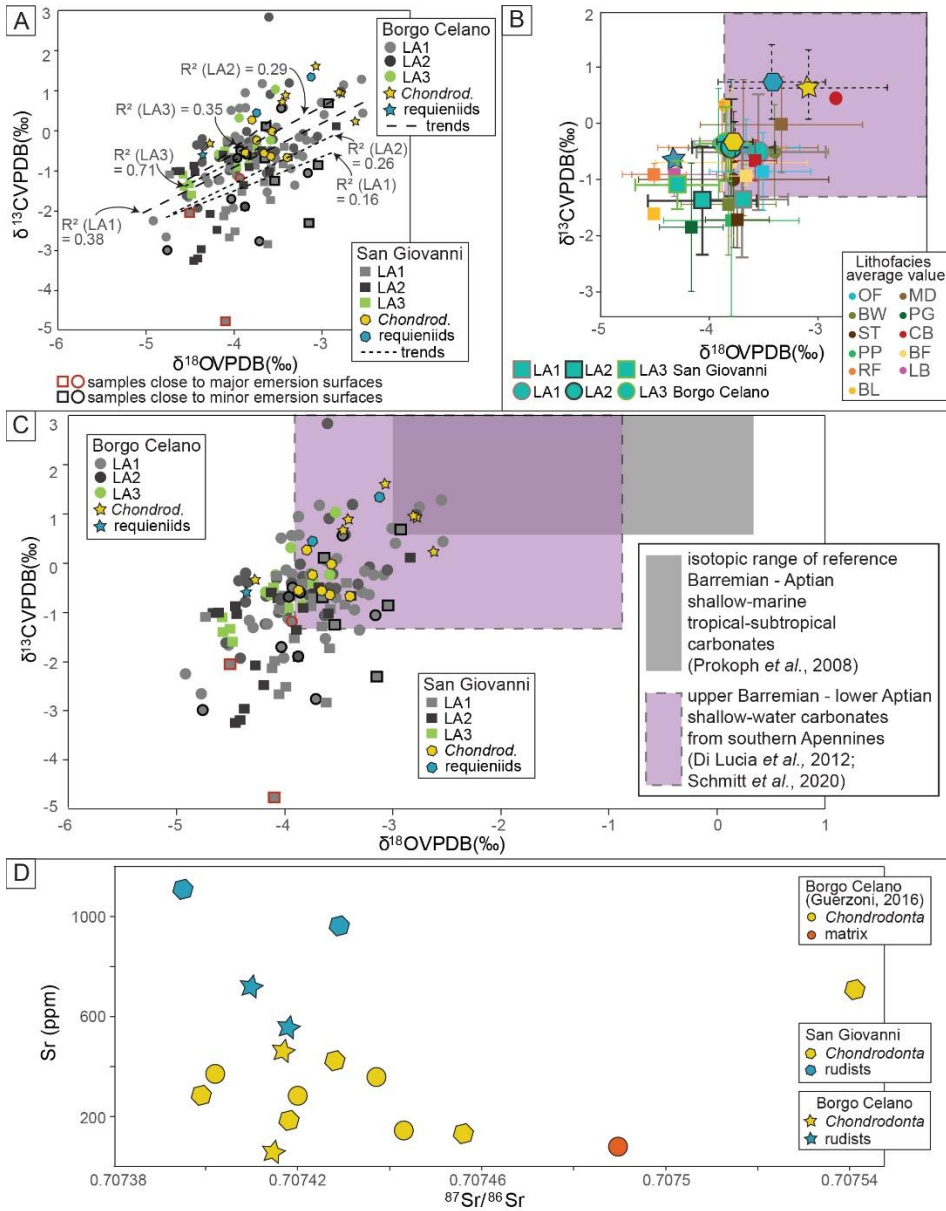 A
3
2
1
0
-1
-2
-3
-4
-5
δ¹³CVPDB(‰)
-6
-5
-4
-3
δ¹⁸OVPDB(‰)
R² (LA2) = 0.29
R² (LA3)
= 0.35
R² (LA3)
= 0.71
R² (LA1)
= 0.38
R² (LA2)
= 0.26
R² (LA1)
= 0.16
Borgo Celano
LA1
LA2
LA3
Chondrod.
requieniids
trends
San Giovanni
LA1
LA2
LA3
Chondrod.
requieniids
trends
samples close to major emersion surfaces
samples close to minor emersion surfaces
B
2
1
0
-1
-2
-3
δ¹³CVPDB(‰)
-5
-4
-3
δ¹⁸OVPDB(‰)
Lithofacies
average value
OF
MD
BW
PG
ST
CB
PP
BF
RF
LB
BL
LA1 LA2 LA3 San Giovanni
LA1 LA2 LA3 Borgo Celano
C
3
2
1
0
-1
-2
-3
-4
-5
δ¹³CVPDB(‰)
-6
-5
-4
-3
-2
-1
0
1
δ¹⁸OVPDB(‰)
Borgo Celano
LA1
LA2
LA3
Chondrod.
requieniids
San Giovanni
LA1
LA2
LA3
Chondrod.
requieniids
isotopic range of reference
Barremian - Aptian
shallow-marine
tropical-subtropical
carbonates
(Prokoph et al., 2008)
upper Barremian - lower Aptian
shallow-water carbonates
from southern Apennines
(Di Lucia et al., 2012;
Schmitt et al., 2020)
D
1000
600
200
Sr (ppm)
0.70738
0.70742
0.70746
0.7075
0.70754
⁸⁷Sr/⁸⁶Sr
Borgo Celano
(Guerzoni, 2016)
Chondrodonta
matrix
San Giovanni
Chondrodonta
rudists
Borgo Celano
Chondrodonta
rudists